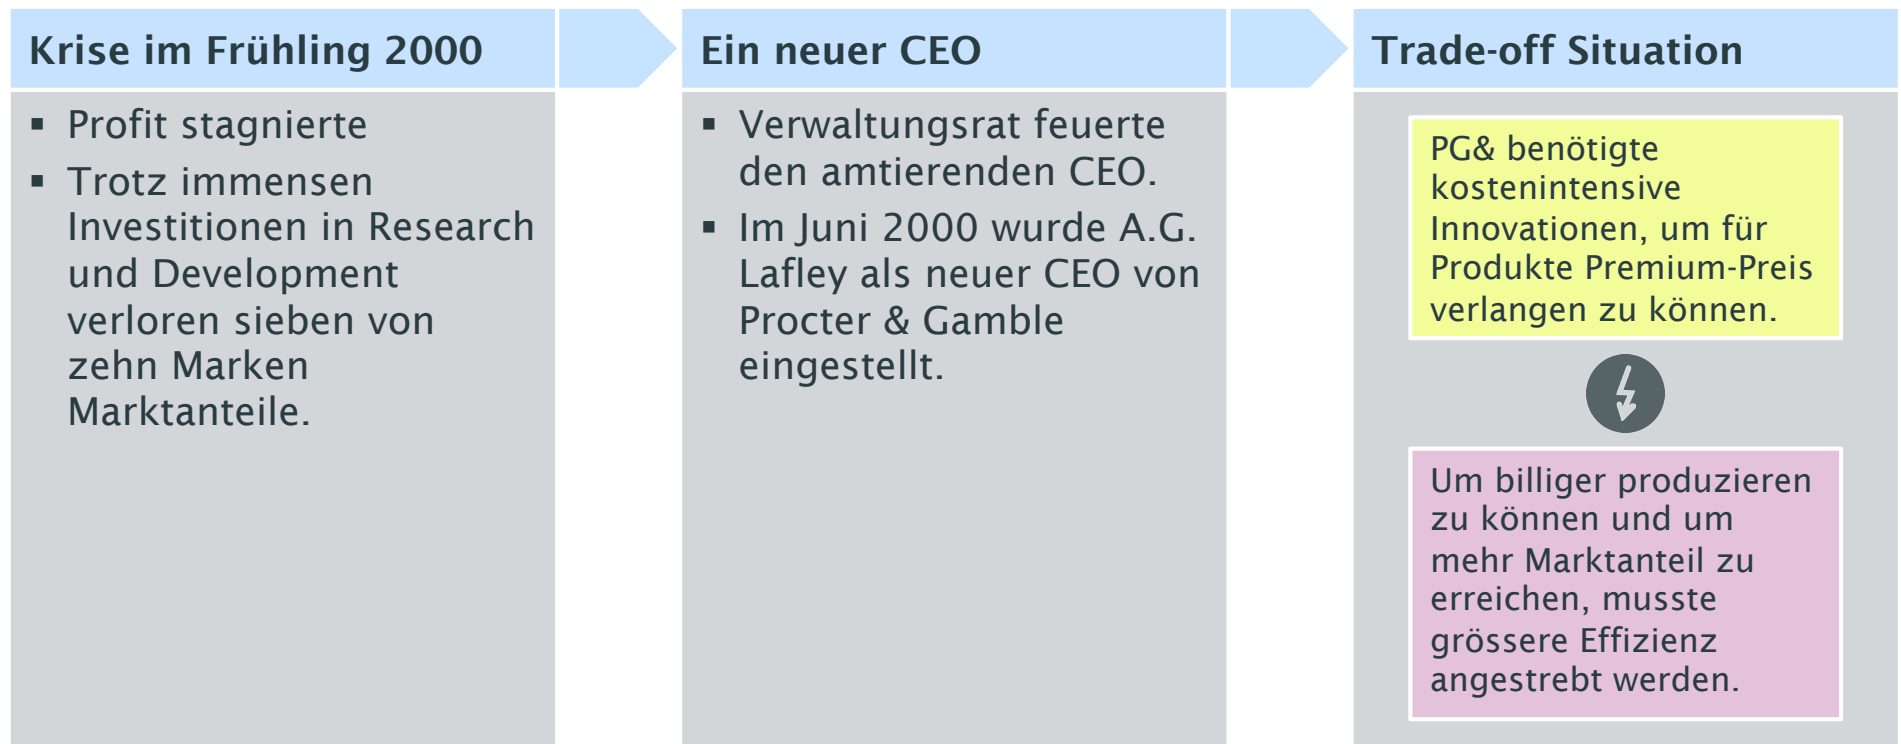 Krise im Frühling 2000
▪ Profit stagnierte
▪ Trotz immensen
Investitionen in Research
und Development
verloren sieben von
zehn Marken
Marktanteile.
Ein neuer CEO
▪ Verwaltungsrat feuerte
den amtierenden CEO.
▪ Im Juni 2000 wurde A.G.
Lafley als neuer CEO von
Procter & Gamble
eingestellt.
Trade-off Situation
PG& benötigte
kostenintensive
Innovationen, um für
Produkte Premium-Preis
verlangen zu können.
Um billiger produzieren
zu können und um
mehr Marktanteil zu
erreichen, musste
grössere Effizienz
angestrebt werden.